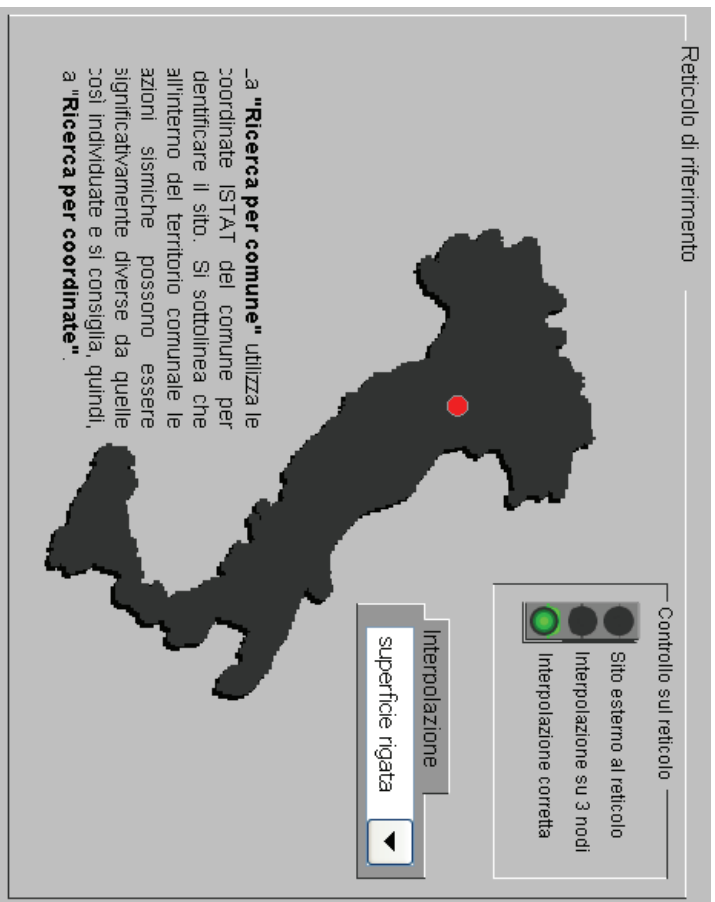 Reticolo di riferimento
Controllo sul reticolo
Sito esterno al reticolo
Interpolazione su 3 nodi
Interpolazione corretta
Interpolazione
superficie rigata
a "Ricerca per comune" utilizza le
coordinate ISTAT del comune per
dentificare il sito. Si sottolinea che
all'interno del territorio comunale le
azioni sismiche possono essere
significativamente diverse da quelle
così individuate e si consiglia, quindi,
a "Ricerca per coordinate".